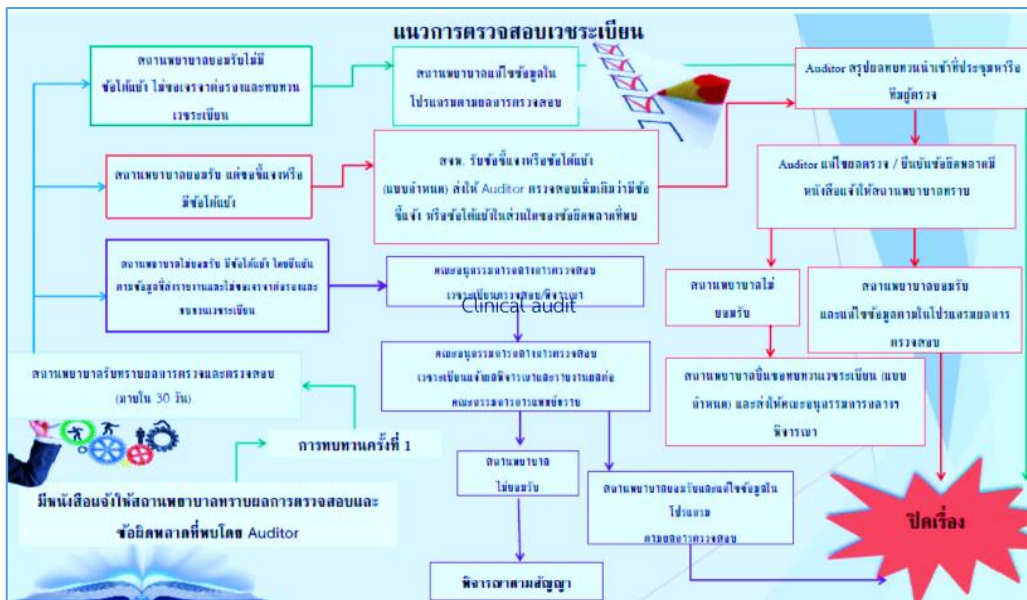 แนวการตรวจสอบเวชระเบียน
สถานพยาบาลยอมรับไม่มี
ข้อโต้แย้ง ไม่ขอเจรจาต่อรองและทบทวน
เวชระเบียน
สถานพยาบาลแก้ไขข้อมูลใน
โปรแกรมตามผลการตรวจสอบ
Auditor สรุปผลทบทวนนำเข้าที่ประชุมหารือ
ทีมผู้ตรวจ
สถานพยาบาลยอมรับ แต่ขอชี้แจงหรือ
มีข้อโต้แย้ง
สจพ. รับข้อชี้แจงหรือข้อโต้แย้ง
(แบบกำหนด) ส่งให้ Auditor ตรวจสอบเพิ่มเติมว่ามีข้อ
ชี้แจ้ง หรือข้อโต้แย้งในส่วนใดของข้อผิดพลาดที่พบ
Auditor แก้ไขผลตรวจ / ยืนยันข้อผิดพลาดมี
หนังสือแจ้งให้สถานพยาบาลทราบ
สถานพยาบาลไม่ยอมรับ มีข้อโต้แย้ง โดยยืนยัน
ตามข้อมูลที่ส่งรายงานและไม่ขอเจรจาต่อรองและ
ทบทวนเวชระเบียน
คณะอนุกรรมการกลางการตรวจสอบ
เวชระเบียนตรวจสอบ/พิจารณา
Clinical audit
สถานพยาบาลไม่
ยอมรับ
สถานพยาบาลยอมรับ
และแก้ไขข้อมูลตามในโปรแกรมผลการ
ตรวจสอบ
คณะอนุกรรมการกลางการตรวจสอบ
เวชระเบียนแจ้งผลพิจารณาและรายงานผลต่อ
คณะกรรมการการแพทย์ทราบ
สถานพยาบาลรับทราบผลการตรวจและตรวจสอบ
(ภายใน 30 วัน)
สถานพยาบาลยื่นขอทบทวนเวชระเบียน (แบบ
กำหนด) และส่งให้คณะอนุกรรมการกลางฯ
พิจารณา
การทบทวนครั้งที่ 1
สถานพยาบาล
ไม่ยอมรับ
สถานพยาบาลยอมรับและแก้ไขข้อมูลใน
โปรแกรม
ตามผลการตรวจสอบ
มีหนังสือแจ้งให้สถานพยาบาลทราบผลการตรวจสอบและ
ข้อผิดพลาดที่พบโดย Auditor
ปิดเรื่อง
พิจารณาตามสัญญา